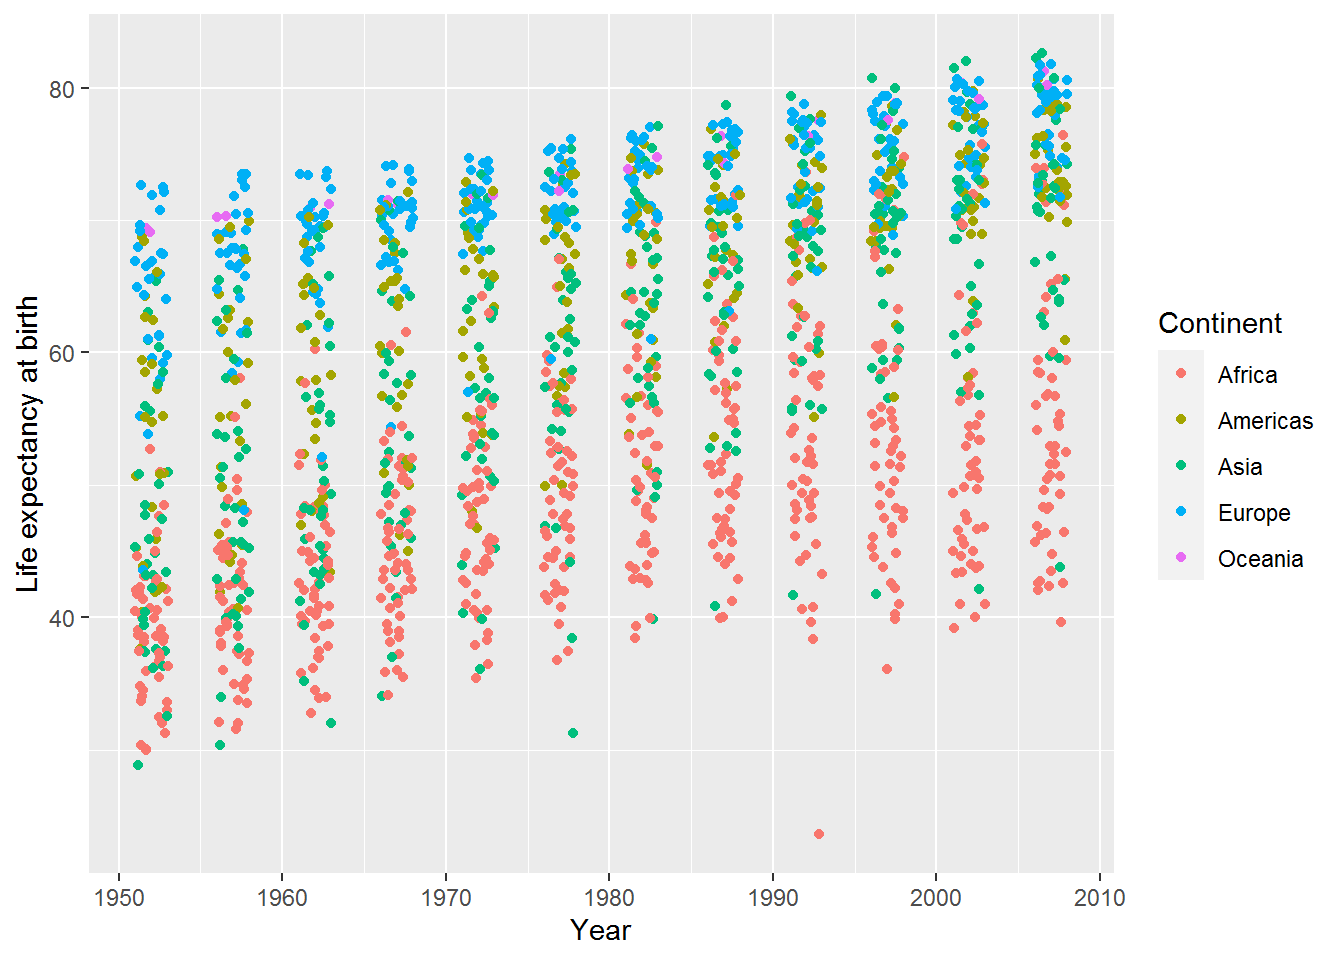 Life expectancy at birth
80
60
40
1950 1960 1970 1980 1990 2000 2010
Year
Continent
Africa
Americas
Asia
Europe
Oceania